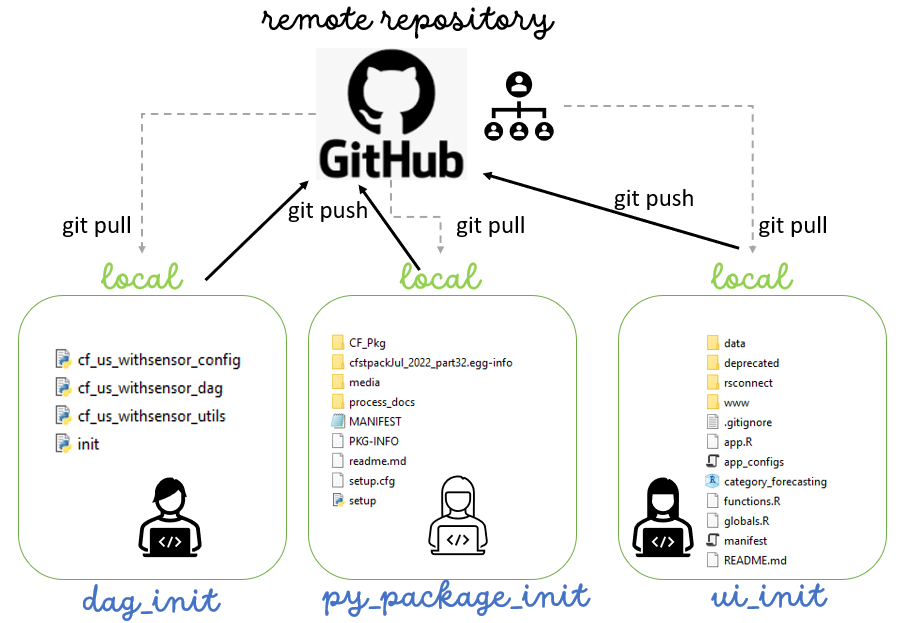 remote repository
GitHub
git pull
git push
git pull
git push
git pull
local
local
local
cf_us_withsensor_config
cf_us_withsensor_dag
cf_us_withsensor_utils
init
</>
CF_Pkg
cfstpackJul_2022_part32.egg-info
media
process_docs
MANIFEST
PKG-INFO
readme.md
setup.cfg
setup
</>
data
deprecated
rsconnect
www
.gitignore
app.R
app_configs
category_forecasting
functions.R
globals.R
manifest
README.md
</>
dag_init
py_package_init
ui_init